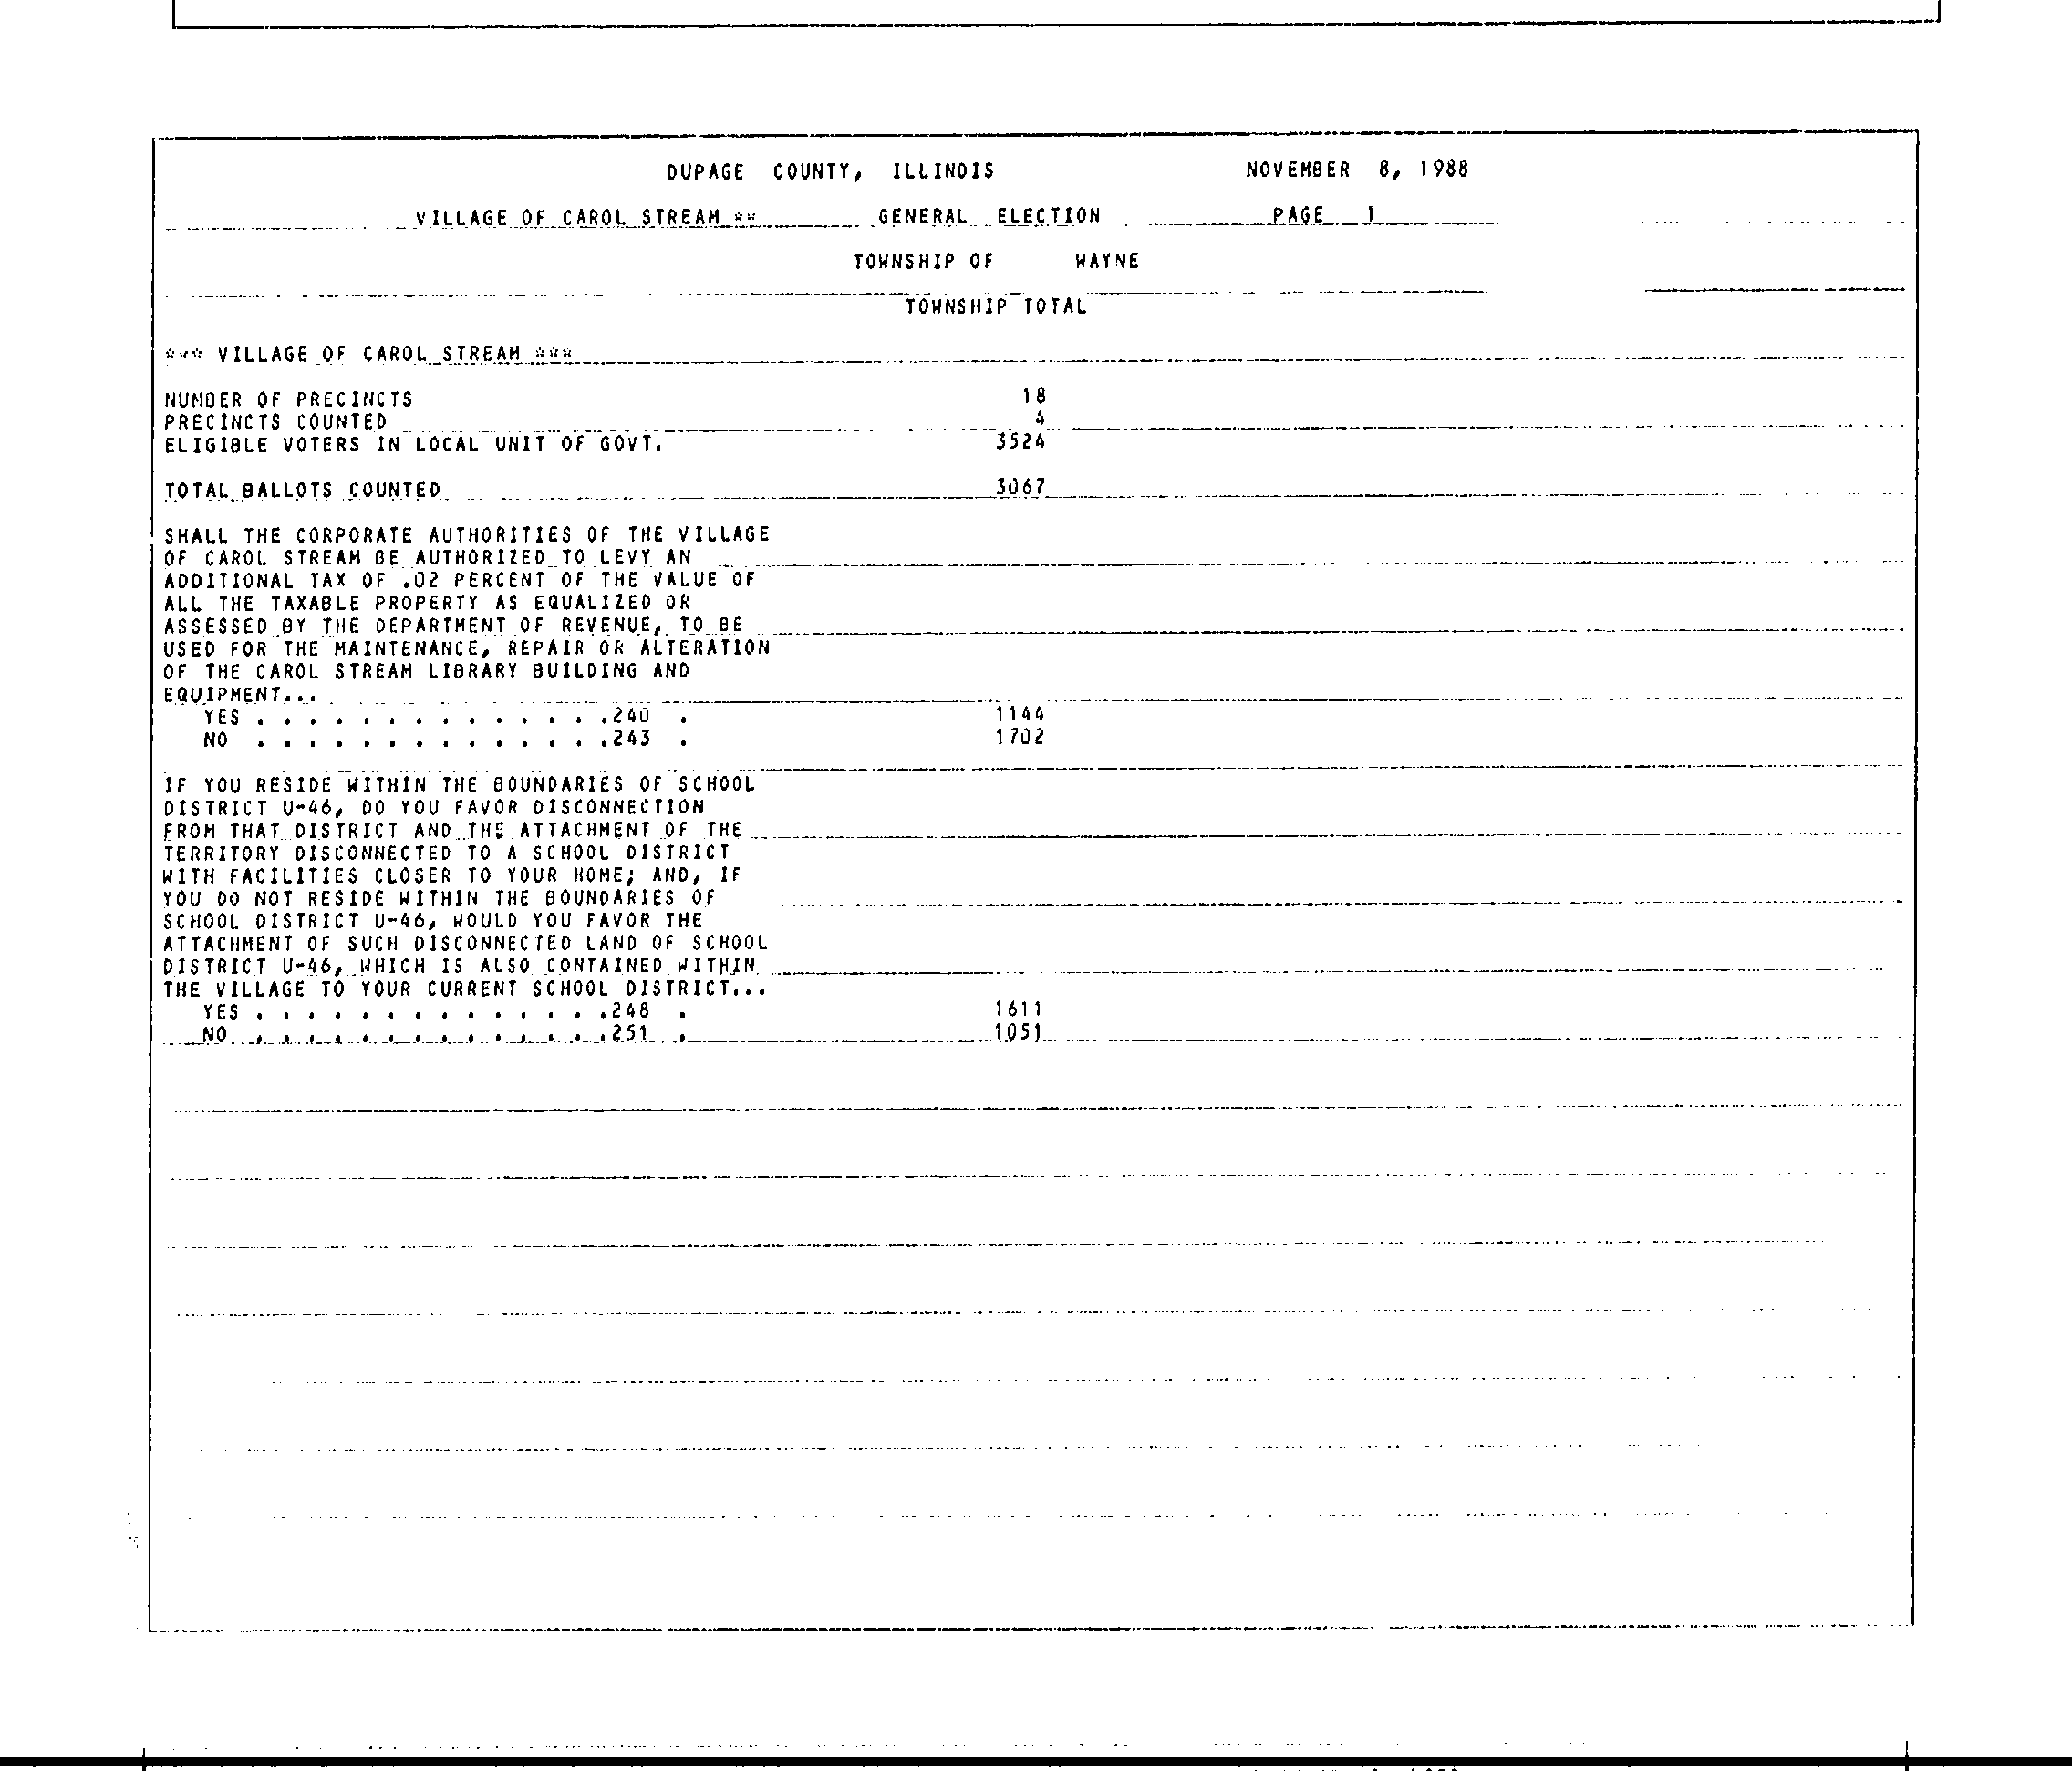 DUPAGE COUNTY, ILLINOIS NOVEMBER 8, 1988
VILLAGE OF CAROL STREAM ** GENERAL ELECTION PAGE 1
TOWNSHIP OF WAYNE
TOWNSHIP TOTAL
*** VILLAGE OF CAROL STREAM ***
NUMBER OF PRECINCTS 18
PRECINCTS COUNTED 4
ELIGIBLE VOTERS IN LOCAL UNIT OF GOVT. 3524
TOTAL BALLOTS COUNTED 3067
SHALL THE CORPORATE AUTHORITIES OF THE VILLAGE
OF CAROL STREAM BE AUTHORIZED TO LEVY AN
ADDITIONAL TAX OF .02 PERCENT OF THE VALUE OF
ALL THE TAXABLE PROPERTY AS EQUALIZED OR
ASSESSED BY THE DEPARTMENT OF REVENUE, TO BE
USED FOR THE MAINTENANCE, REPAIR OR ALTERATION
OF THE CAROL STREAM LIBRARY BUILDING AND
EQUIPMENT...
YES . . . . . . . . . . . . . .240 . 1144
NO . . . . . . . . . . . . . .243 . 1702
IF YOU RESIDE WITHIN THE BOUNDARIES OF SCHOOL
DISTRICT U-46, DO YOU FAVOR DISCONNECTION
FROM THAT DISTRICT AND THE ATTACHMENT OF THE
TERRITORY DISCONNECTED TO A SCHOOL DISTRICT
WITH FACILITIES CLOSER TO YOUR HOME; AND, IF
YOU DO NOT RESIDE WITHIN THE BOUNDARIES OF
SCHOOL DISTRICT U-46, WOULD YOU FAVOR THE
ATTACHMENT OF SUCH DISCONNECTED LAND OF SCHOOL
DISTRICT U-46, WHICH IS ALSO CONTAINED WITHIN
THE VILLAGE TO YOUR CURRENT SCHOOL DISTRICT...
YES . . . . . . . . . . . . . .248 . 1611
NO . . . . . . . . . . . . . .251 . 1051